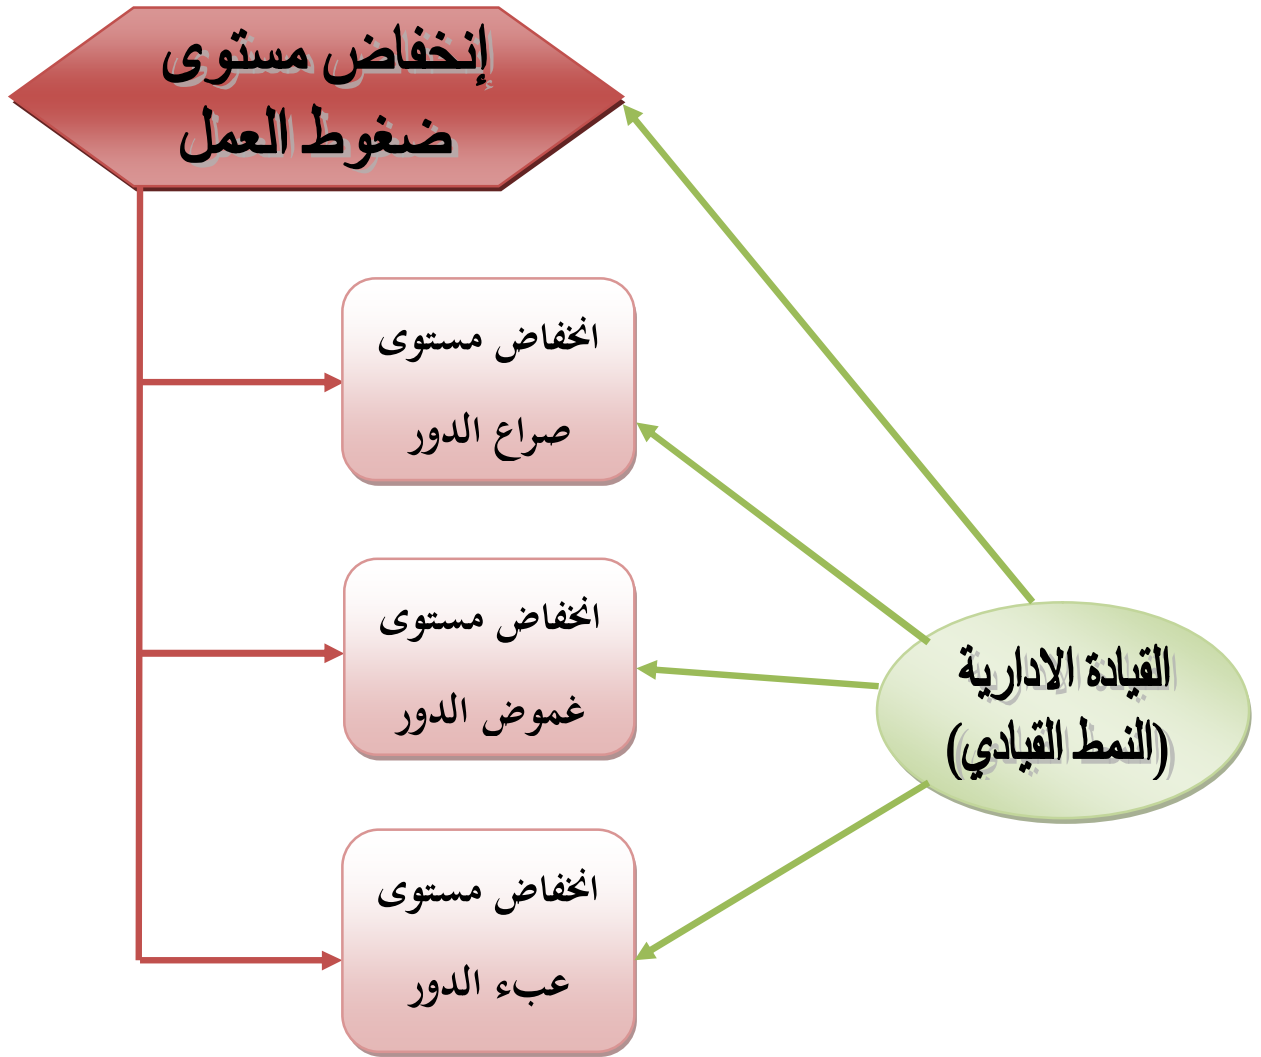 إنخفاض مستوى
ضغوط العمل
انخفاض مستوى
صراع الدور
انخفاض مستوى
غموض الدور
القيادة الادارية
(النمط القيادي)
انخفاض مستوى
عبء الدور